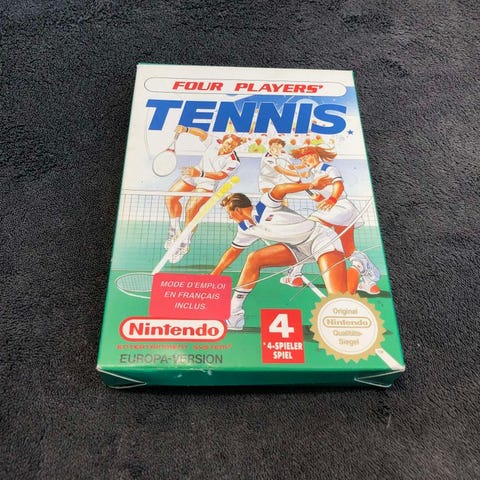 FOUR PLAYERS'
TENNIS
MODE D'EMPLOI
EN FRANÇAIS
INCLUS.
Nintendo
ENTERTAINMENT SYSTEM
EUROPA-VERSION
4
4-SPIELER
SPIEL
Original
Nintendo
Qualitäts-
Siegel